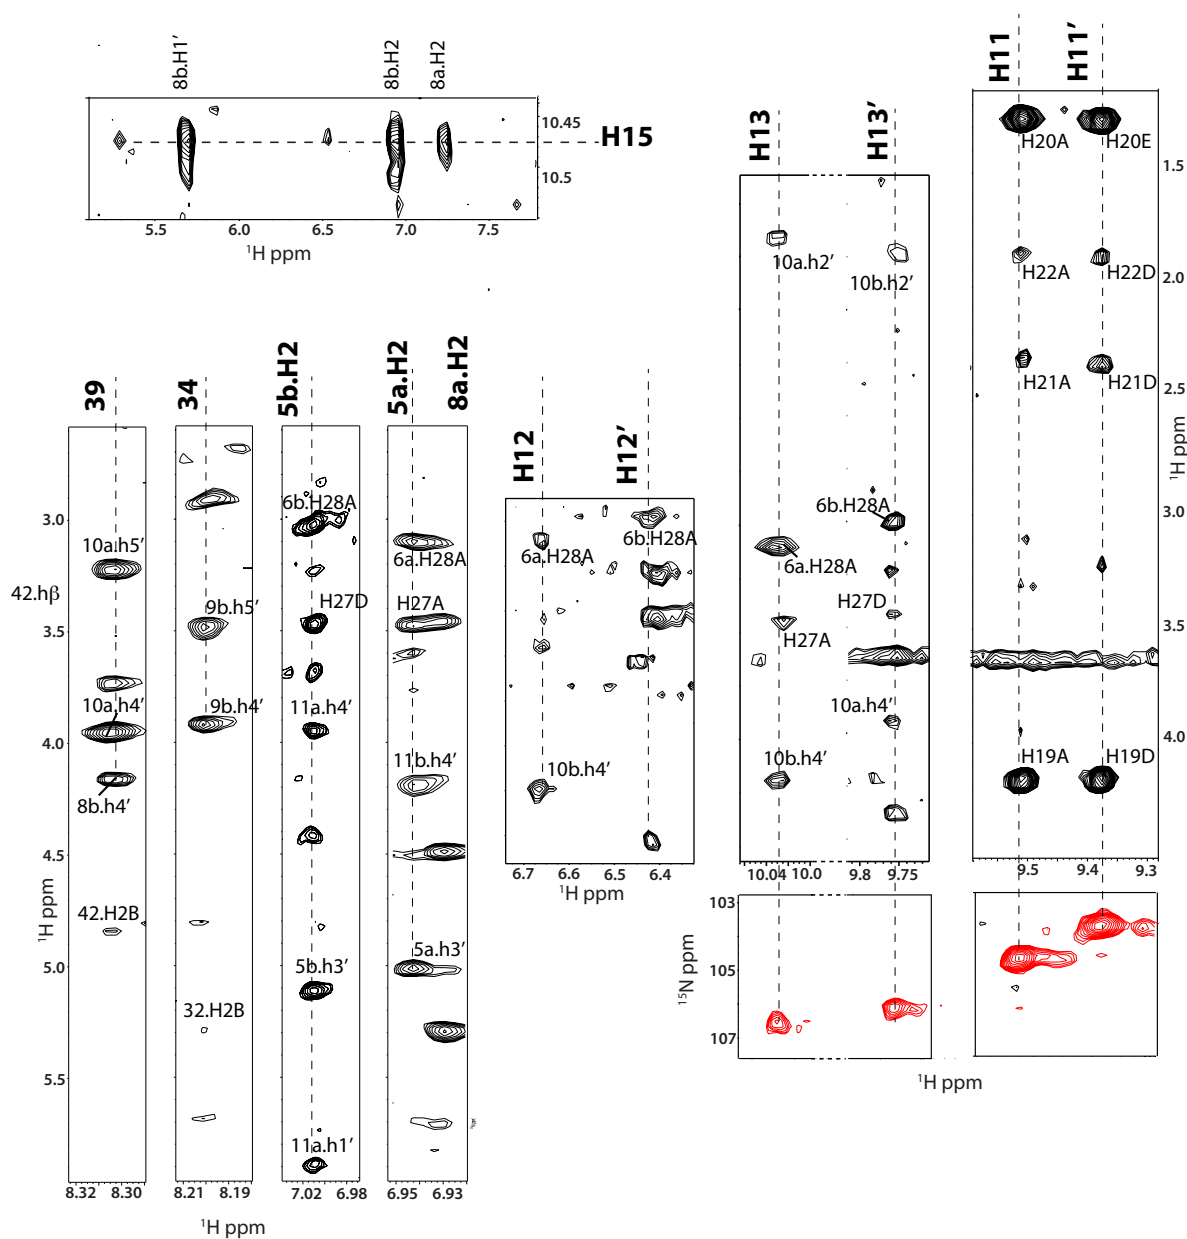 8b.H1′
8b.H2
8a.H2
10.45
H15
10.5
5.5 6.0 6.5 7.0 7.5
¹H ppm
H13
H13′
H11
H11′
H20A
H20E
1.5
10a.h2′
10b.h2′
H22A
H22D
2.0
H21A
H21D
2.5
¹H ppm
3.0
6b.H28A
6a.H28A
H27D
H27A
3.5
10a.h4′
10b.h4′
4.0
H19A
H19D
10.04 10.0 9.8 9.75
9.5 9.4 9.3
39
34
5b.H2
5a.H2
8a.H2
H12
H12′
3.0
6b.H28A
10a.h5′
6a.H28A
6a.H28A
6b.H28A
42.hβ
9b.h5′
H27D
H27A
3.5
10a.h4′
9b.h4′
11a.h4′
4.0
8b.h4′
11b.h4′
10b.h4′
4.5
6.7 6.6 6.5 6.4
¹H ppm
42.H2B
¹H ppm
5.0
5b.h3′
5a.h3′
32.H2B
5.5
11a.h1′
8.32 8.30
8.21 8.19
7.02 6.98
6.95 6.93
¹H ppm
103
105
107
¹⁵N ppm
¹H ppm